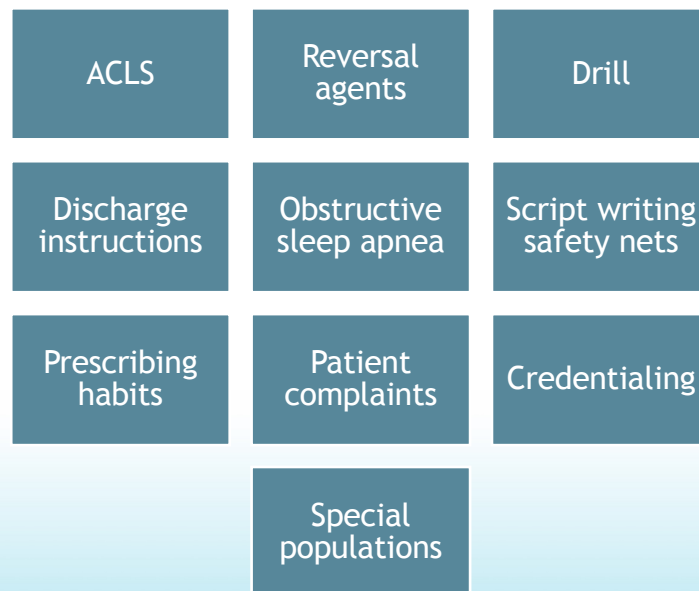 ACLS
Reversal
agents
Drill
Discharge
instructions
Obstructive
sleep apnea
Script writing
safety nets
Prescribing
habits
Patient
complaints
Credentialing
Special
populations